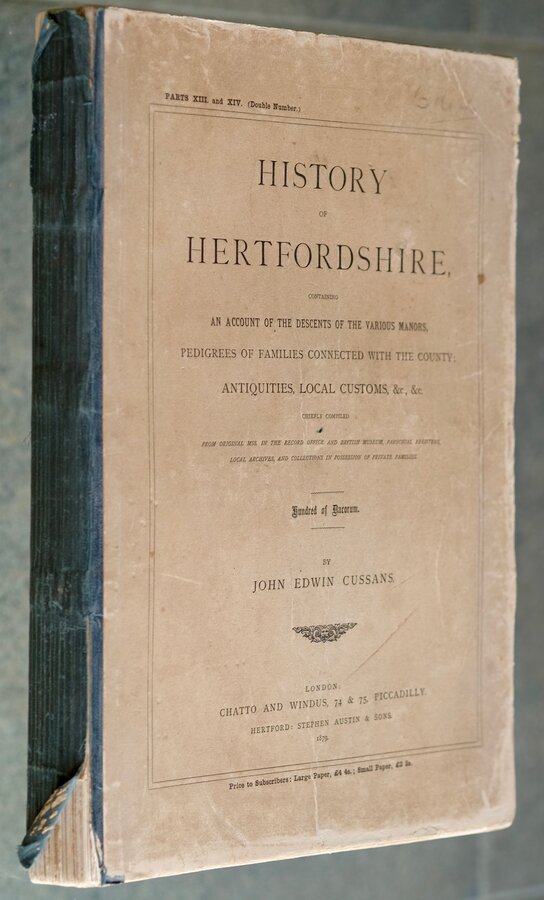 PARTS XIII. and XIV. (Double Number.)
HISTORY
OF
HERTFORDSHIRE,
CONTAINING
AN ACCOUNT OF THE DESCENTS OF THE VARIOUS MANORS,
PEDIGREES OF FAMILIES CONNECTED WITH THE COUNTY;
ANTIQUITIES, LOCAL CUSTOMS, &c., &c.
CHIEFLY COMPILED
FROM ORIGINAL MSS. IN THE RECORD OFFICE AND BRITISH MUSEUM, PAROCHIAL REGISTERS,
LOCAL ARCHIVES, AND COLLECTIONS IN POSSESSION OF PRIVATE FAMILIES.
Hundred of Dacorum.
BY
JOHN EDWIN CUSSANS.
LONDON:
CHATTO AND WINDUS, 74 & 75, PICCADILLY.
HERTFORD: STEPHEN AUSTIN & SONS.
1879.
Price to Subscribers: Large Paper, £4 4s.; Small Paper, £2 2s.